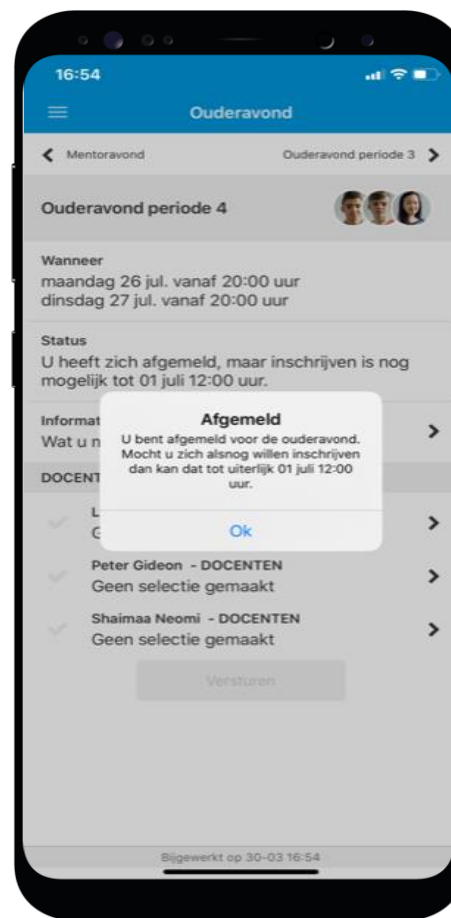 16:54
Ouderavond
Mentoravond Ouderavond periode 3
Ouderavond periode 4
Wanneer
maandag 26 jul. vanaf 20:00 uur
dinsdag 27 jul. vanaf 20:00 uur
Status
U heeft zich afgemeld, maar inschrijven is nog
mogelijk tot 01 juli 12:00 uur.
Informat
Wat u n
DOCENT
Afgemeld
U bent afgemeld voor de ouderavond.
Mocht u zich alsnog willen inschrijven
dan kan dat tot uiterlijk 01 juli 12:00
uur.
Ok
L
G
Peter Gideon - DOCENTEN
Geen selectie gemaakt
Shaimaa Neomi - DOCENTEN
Geen selectie gemaakt
Versturen
Bijgewerkt op 30-03 16:54